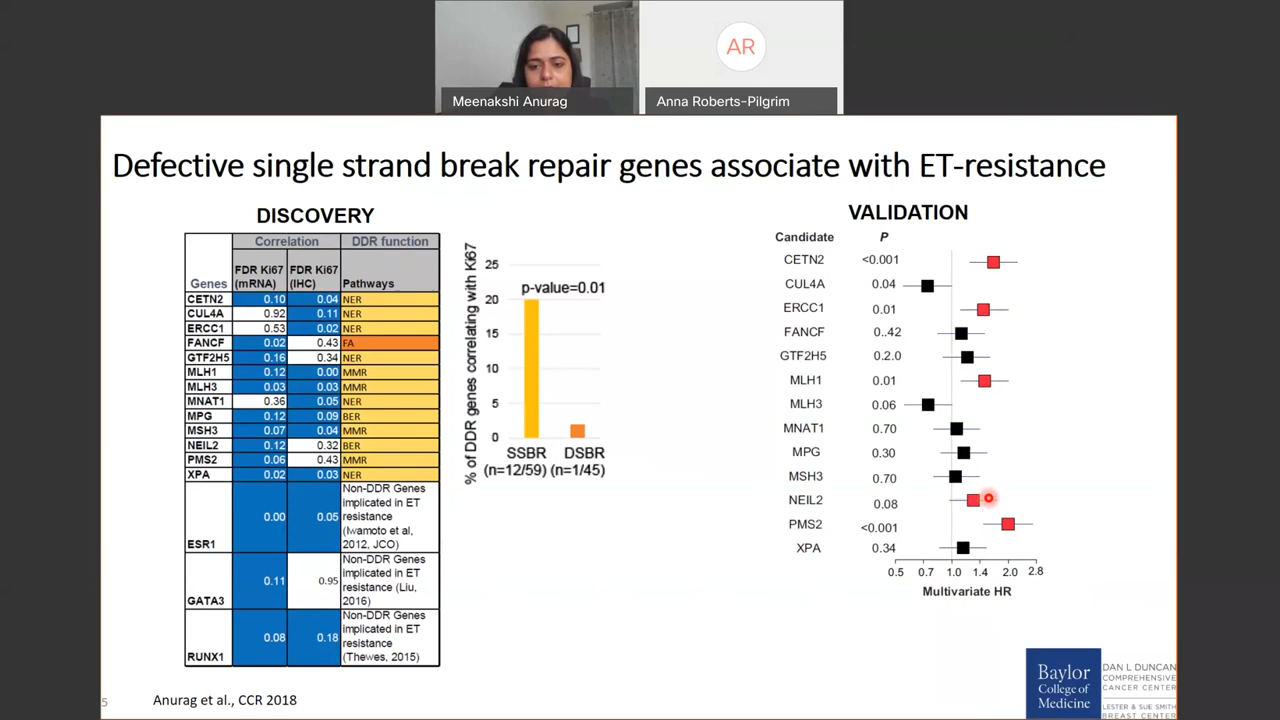 AR
Meenakshi Anurag
Anna Roberts-Pilgrim
Defective single strand break repair genes associate with ET-resistance
DISCOVERY
Correlation DDR function
Genes FDR Ki67 (mRNA) FDR Ki67 (IHC) Pathways
CETN2 0.10 0.04 NER
CUL4A 0.92 0.11 NER
ERCC1 0.53 0.02 NER
FANCF 0.02 0.43 FA
GTF2H5 0.16 0.34 NER
MLH1 0.12 0.00 MMR
MLH3 0.03 0.03 MMR
MNAT1 0.36 0.05 NER
MPG 0.12 0.09 BER
MSH3 0.07 0.04 MMR
NEIL2 0.12 0.32 BER
PMS2 0.06 0.43 MMR
XPA 0.02 0.03 NER
ESR1 0.00 0.05 Non-DDR Genes
implicated in ET
resistance
(Iwamoto et al,
2012, JCO)
GATA3 0.11 0.95 Non-DDR Genes
implicated in ET
resistance (Liu,
2016)
RUNX1 0.08 0.18 Non-DDR Genes
implicated in ET
resistance
(Thewes, 2015)
% of DDR genes correlating with Ki67
25
20
15
10
5
0
p-value=0.01
SSBR DSBR
(n=12/59) (n=1/45)
VALIDATION
Candidate P
CETN2 <0.001
CUL4A 0.04
ERCC1 0.01
FANCF 0..42
GTF2H5 0.2.0
MLH1 0.01
MLH3 0.06
MNAT1 0.70
MPG 0.30
MSH3 0.70
NEIL2 0.08
PMS2 <0.001
XPA 0.34
0.5 0.7 1.0 1.4 2.0 2.8
Multivariate HR
5
Anurag et al., CCR 2018
Baylor
College of
Medicine
DAN L DUNCAN
COMPREHENSIVE
CANCER CENTER
LESTER & SUE SMITH
BREAST CENTER